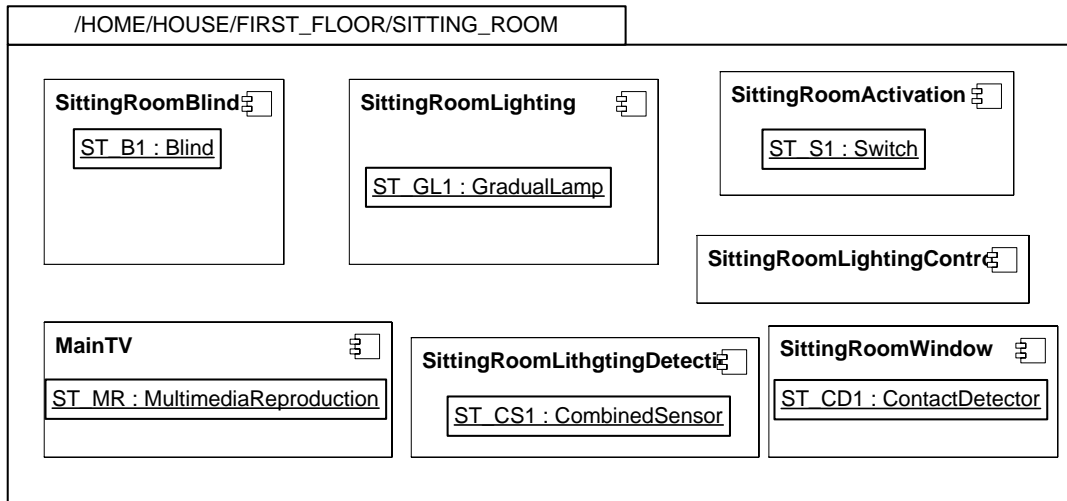 /HOME/HOUSE/FIRST_FLOOR/SITTING_ROOM
SittingRoomBlind
ST_B1 : Blind
SittingRoomLighting
ST_GL1 : GradualLamp
SittingRoomActivation
ST_S1 : Switch
SittingRoomLightingContro
MainTV
ST_MR : MultimediaReproduction
SittingRoomLithgtingDetecti
ST_CS1 : CombinedSensor
SittingRoomWindow
ST_CD1 : ContactDetector